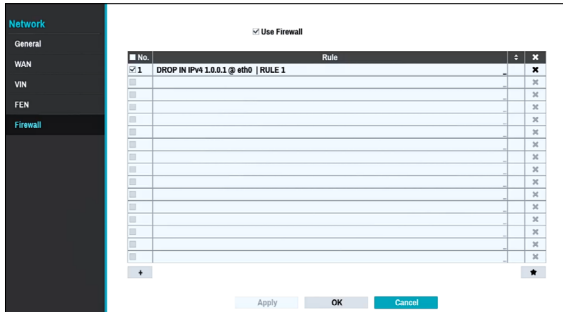 Network
Use Firewall
General
WAN
VIN
FEN
Firewall
No. Rule
1 DROP IN IPv4 1.0.0.1 @ eth0 | RULE 1
Apply OK Cancel